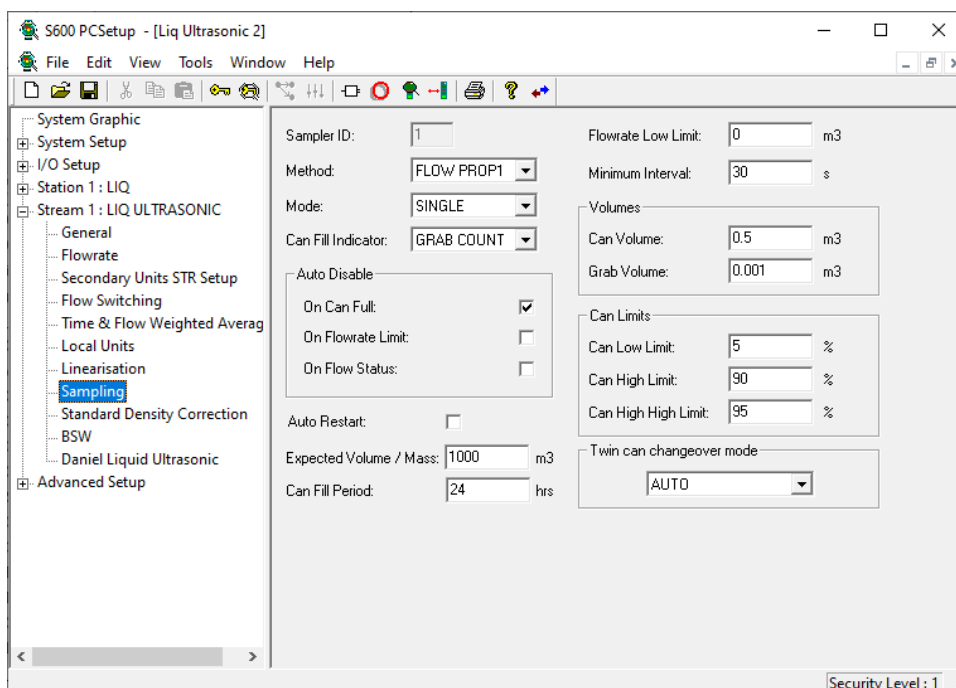 S600 PCSetup - [Liq Ultrasonic 2]
File Edit View Tools Window Help
System Graphic
System Setup
I/O Setup
Station 1 : LIQ
Stream 1 : LIQ ULTRASONIC
General
Flowrate
Secondary Units STR Setup
Flow Switching
Time & Flow Weighted Averag
Local Units
Linearisation
Sampling
Standard Density Correction
BSW
Daniel Liquid Ultrasonic
Advanced Setup
Sampler ID: 1
Method: FLOW PROP1
Mode: SINGLE
Can Fill Indicator: GRAB COUNT
Auto Disable
On Can Full:
On Flowrate Limit:
On Flow Status:
Auto Restart:
Expected Volume / Mass: 1000 m3
Can Fill Period: 24 hrs
Flowrate Low Limit: 0 m3
Minimum Interval: 30 s
Volumes
Can Volume: 0.5 m3
Grab Volume: 0.001 m3
Can Limits
Can Low Limit: 5 %
Can High Limit: 90 %
Can High High Limit: 95 %
Twin can changeover mode
AUTO
Security Level : 1